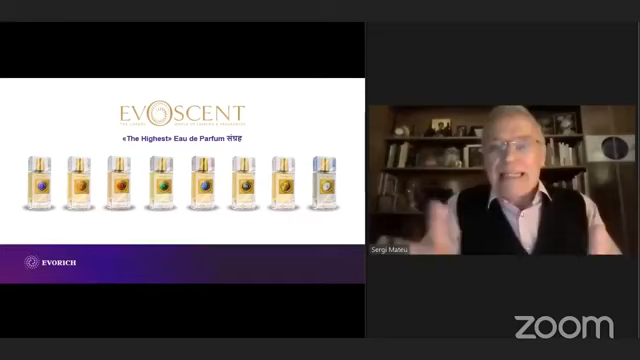 EVOSCENT
«The Highest» Eau de Parfum संग्रह
EVORICH
Sergi Mateu
zoom